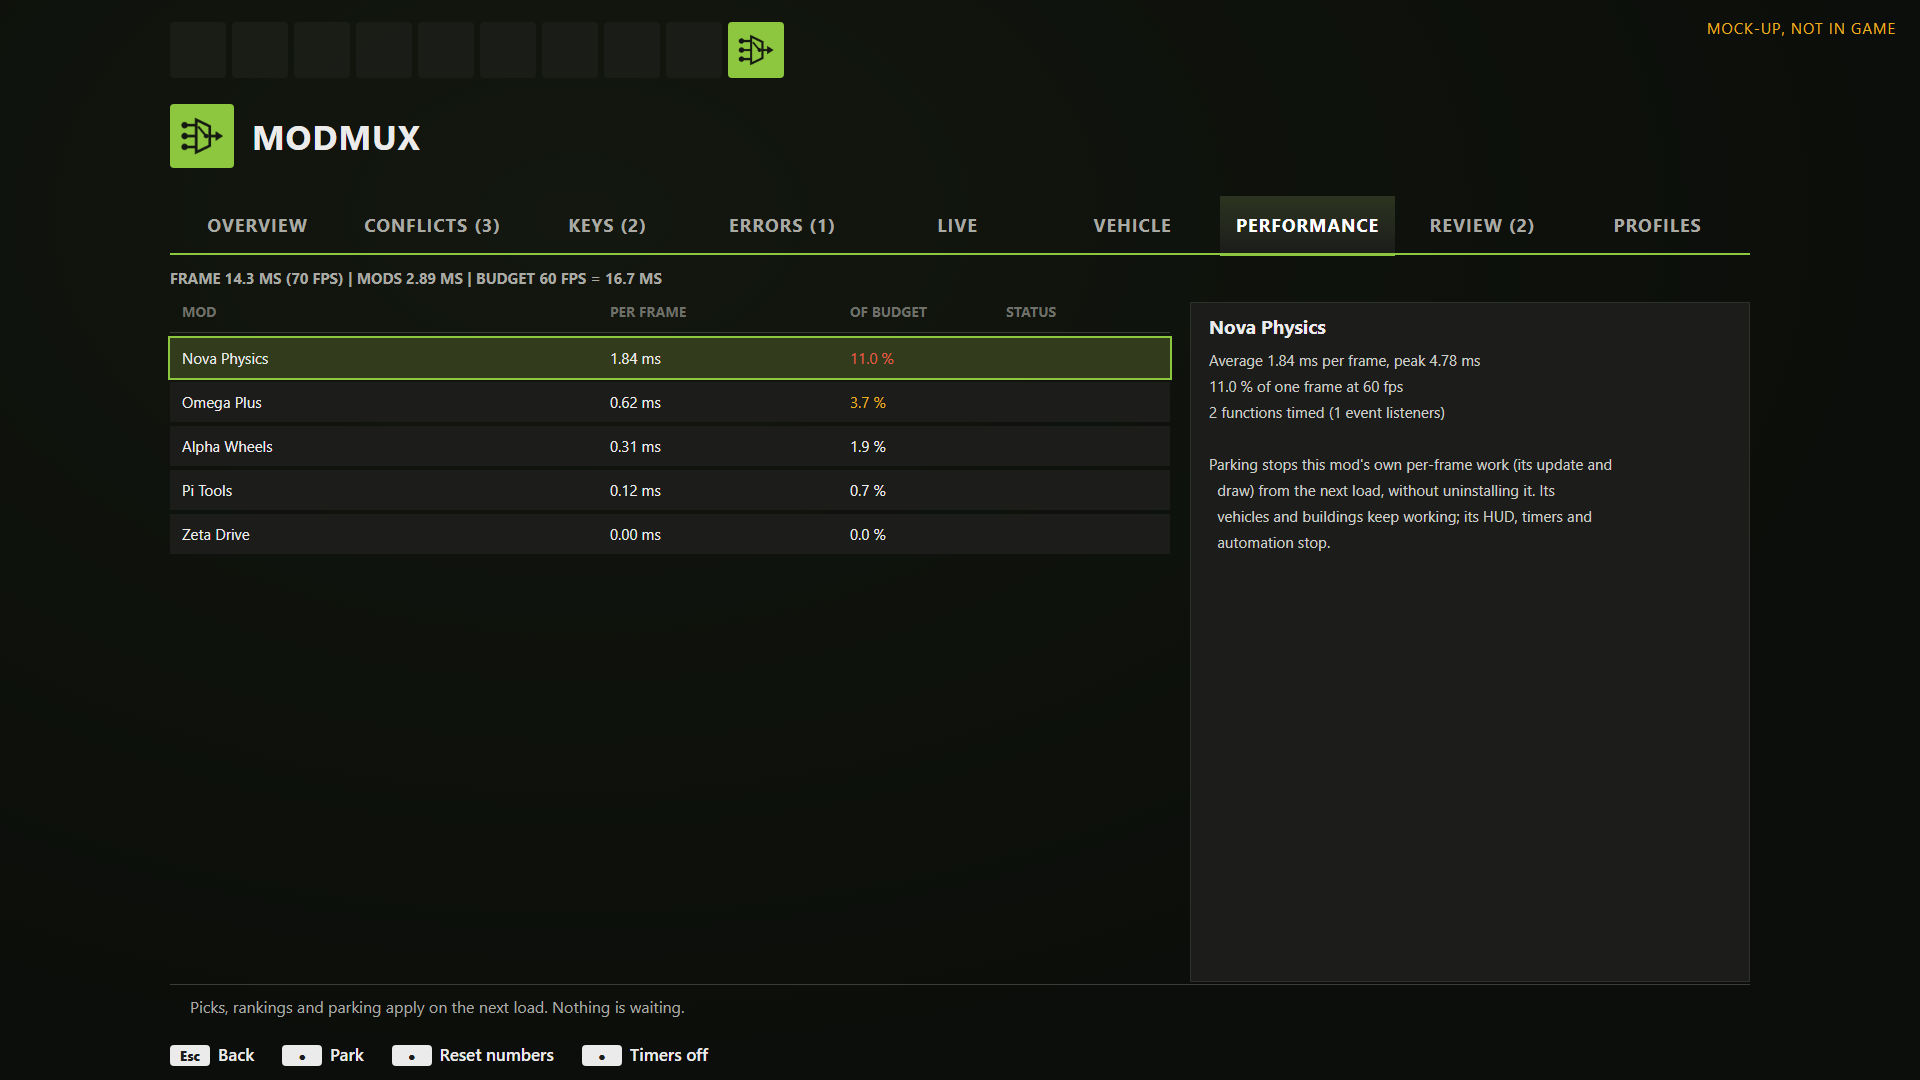 MOCK-UP, NOT IN GAME
MODMUX
OVERVIEW CONFLICTS (3) KEYS (2) ERRORS (1) LIVE VEHICLE PERFORMANCE REVIEW (2) PROFILES
FRAME 14.3 MS (70 FPS) | MODS 2.89 MS | BUDGET 60 FPS = 16.7 MS
MOD PER FRAME OF BUDGET STATUS
Nova Physics 1.84 ms 11.0 %
Omega Plus 0.62 ms 3.7 %
Alpha Wheels 0.31 ms 1.9 %
Pi Tools 0.12 ms 0.7 %
Zeta Drive 0.00 ms 0.0 %
Nova Physics
Average 1.84 ms per frame, peak 4.78 ms
11.0 % of one frame at 60 fps
2 functions timed (1 event listeners)
Parking stops this mod's own per-frame work (its update and
draw) from the next load, without uninstalling it. Its
vehicles and buildings keep working; its HUD, timers and
automation stop.
Picks, rankings and parking apply on the next load. Nothing is waiting.
Esc Back Park Reset numbers Timers off